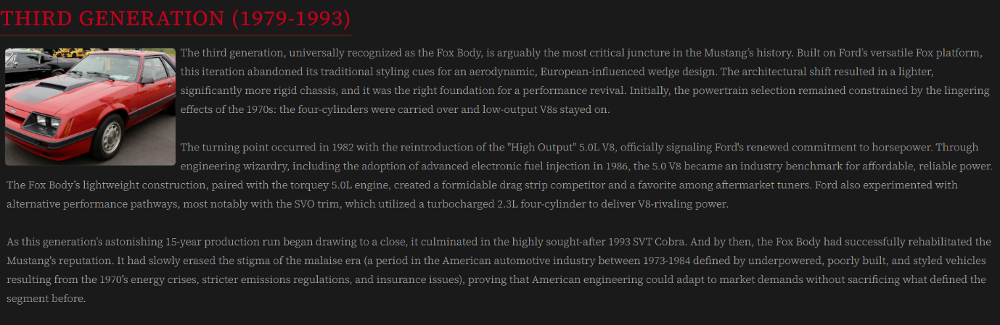 THIRD GENERATION (1979-1993)
The third generation, universally recognized as the Fox Body, is arguably the most critical juncture in the Mustang's history. Built on Ford's versatile Fox platform,
this iteration abandoned its traditional styling cues for an aerodynamic, European-influenced wedge design. The architectural shift resulted in a lighter,
significantly more rigid chassis, and it was the right foundation for a performance revival. Initially, the powertrain selection remained constrained by the lingering
effects of the 1970s: the four-cylinders were carried over and low-output V8s stayed on.
The turning point occurred in 1982 with the reintroduction of the "High Output" 5.0L V8, officially signaling Ford's renewed commitment to horsepower. Through
engineering wizardry, including the adoption of advanced electronic fuel injection in 1986, the 5.0 V8 became an industry benchmark for affordable, reliable power.
The Fox Body’s lightweight construction, paired with the torquey 5.0L engine, created a formidable drag strip competitor and a favorite among aftermarket tuners. Ford also experimented with
alternative performance pathways, most notably with the SVO trim, which utilized a turbocharged 2.3L four-cylinder to deliver V8-rivaling power.
As this generation’s astonishing 15-year production run began drawing to a close, it culminated in the highly sought-after 1993 SVT Cobra. And by then, the Fox Body had successfully rehabilitated the
Mustang's reputation. It had slowly erased the stigma of the malaise era (a period in the American automotive industry between 1973-1984 defined by underpowered, poorly built, and styled vehicles
resulting from the 1970’s energy crises, stricter emissions regulations, and insurance issues), proving that American engineering could adapt to market demands without sacrificing what defined the
segment before.